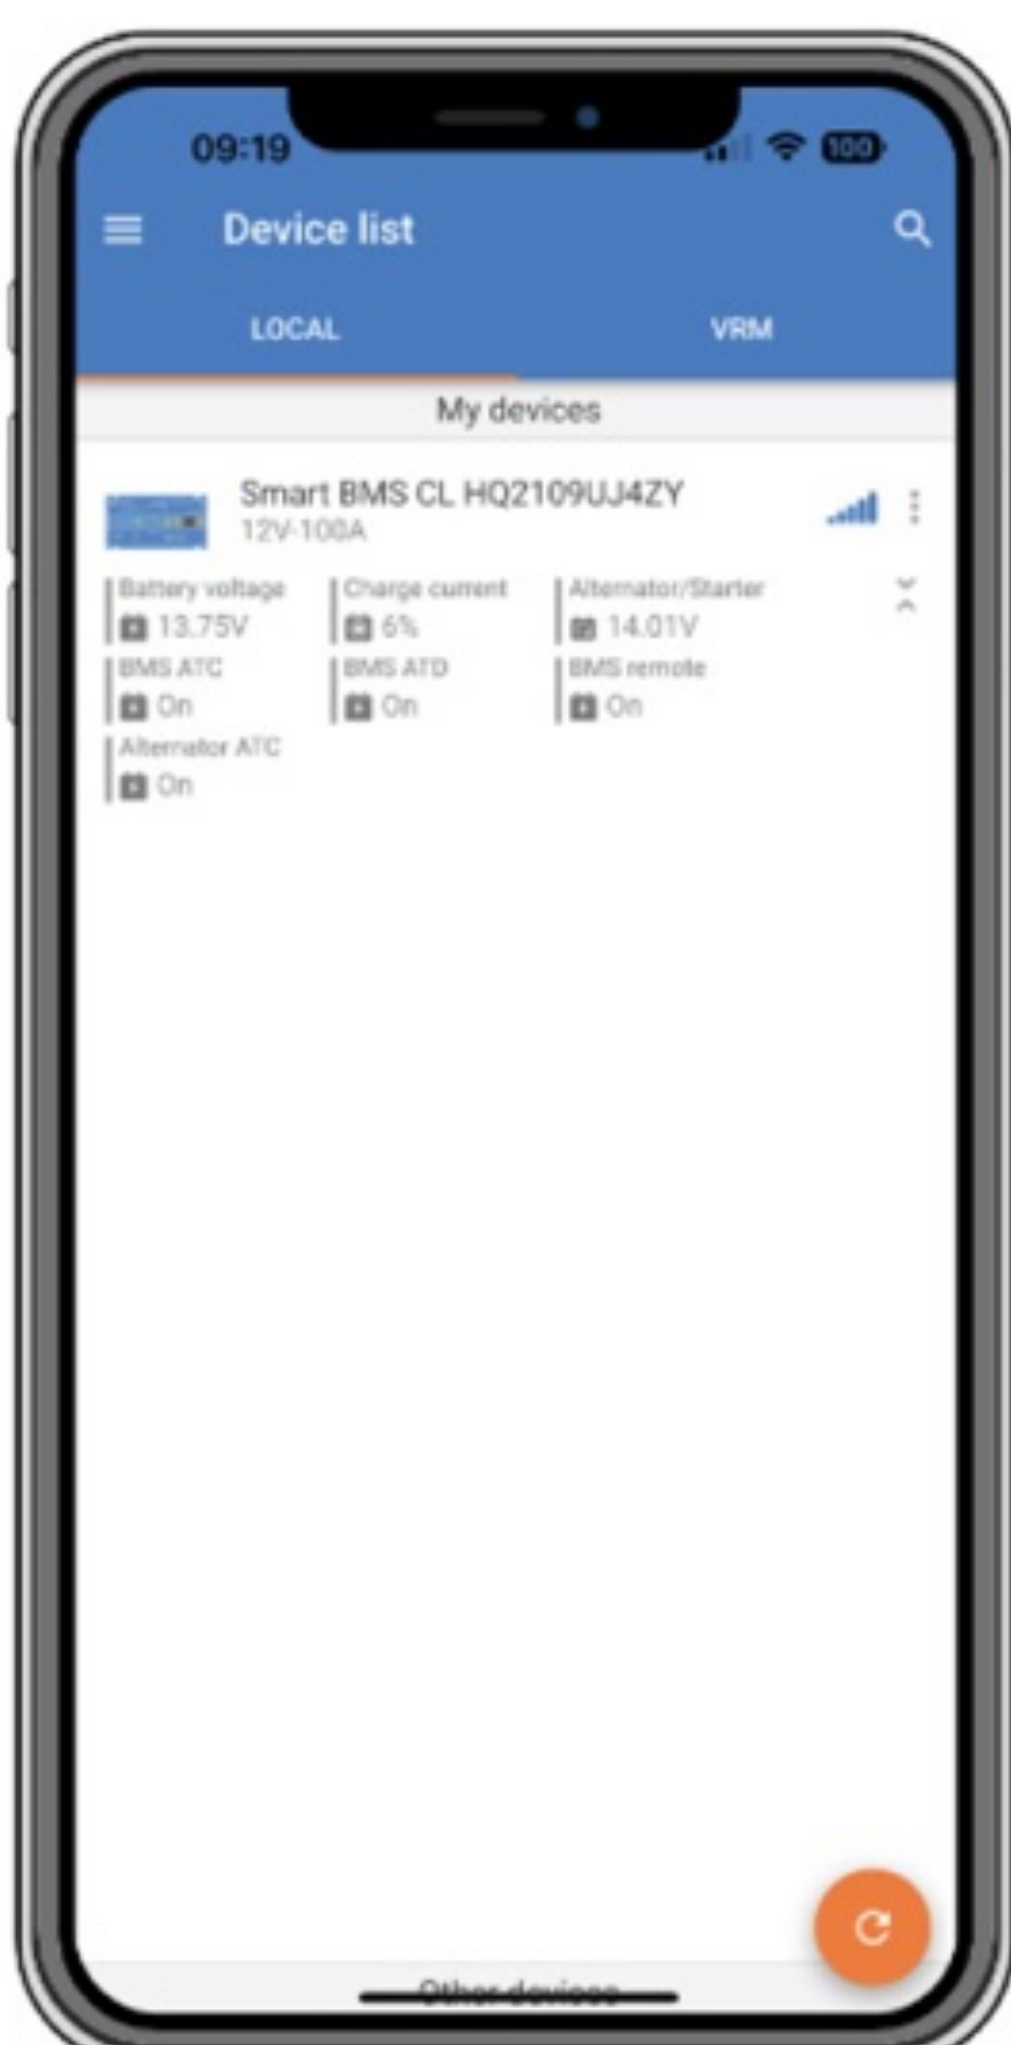 09:19
100
Device list
LOCAL VRM
My devices
Smart BMS CL HQ2109UJ4ZY
12V-100A
Battery voltage Charge current Alternator/Starter
13.75V 6% 14.01V
BMS ATC BMS ATD BMS remote
On On On
Alternator ATC
On
Other devices